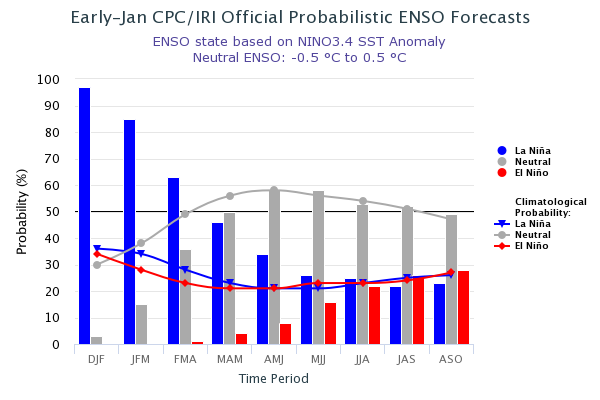 Early-Jan CPC/IRI Official Probabilistic ENSO Forecasts
ENSO state based on NINO3.4 SST Anomaly
Neutral ENSO: -0.5 ºC to 0.5 ºC
Probability (%)
100
90
80
70
60
50
40
30
20
10
0
DJF JFM FMA MAM AMJ MJJ JJA JAS ASO
Time Period
La Niña
Neutral
El Niño
Climatological
Probability:
La Niña
Neutral
El Niño